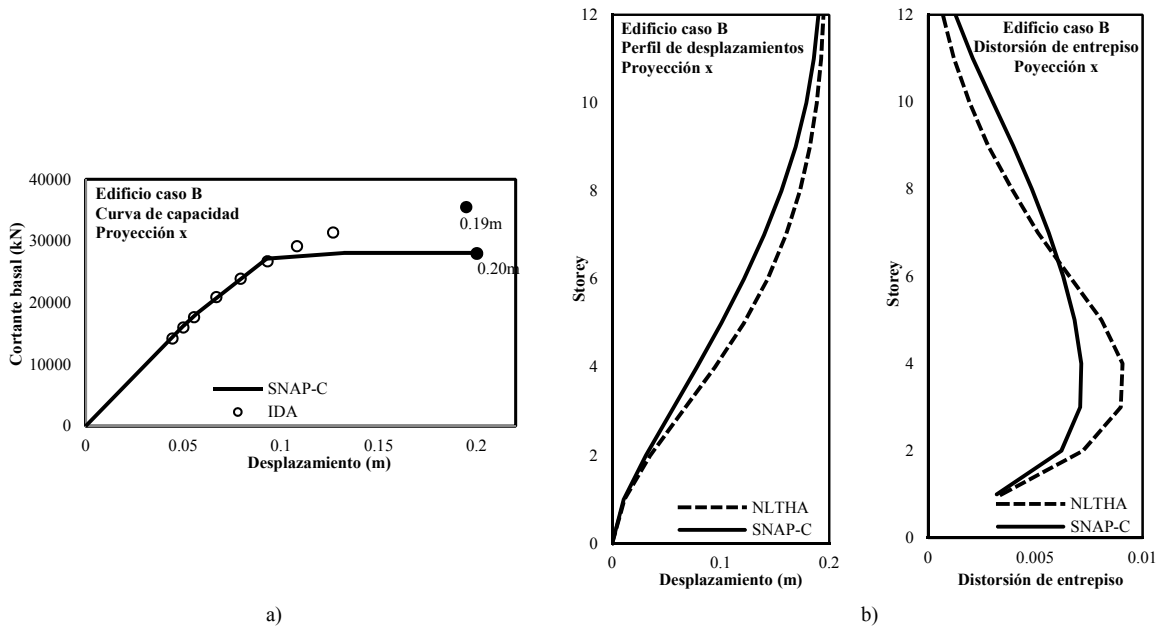 Edificio caso B
Curva de capacidad
Proyección x
40000
30000
20000
10000
0
Cortante basal (kN)
0.19m
0.20m
SNAP-C
IDA
0
0.05
0.1
0.15
0.2
Desplazamiento (m)
a)
Edificio caso B
Perfil de desplazamientos
Proyección x
12
10
8
6
4
2
0
Storey
NLTHA
SNAP-C
0
0.1
0.2
Desplazamiento (m)
Edificio caso B
Distorsión de entrepiso
Poyección x
12
10
8
6
4
2
0
Storey
NLTHA
SNAP-C
0
0.005
0.01
Distorsión de entrepiso
b)